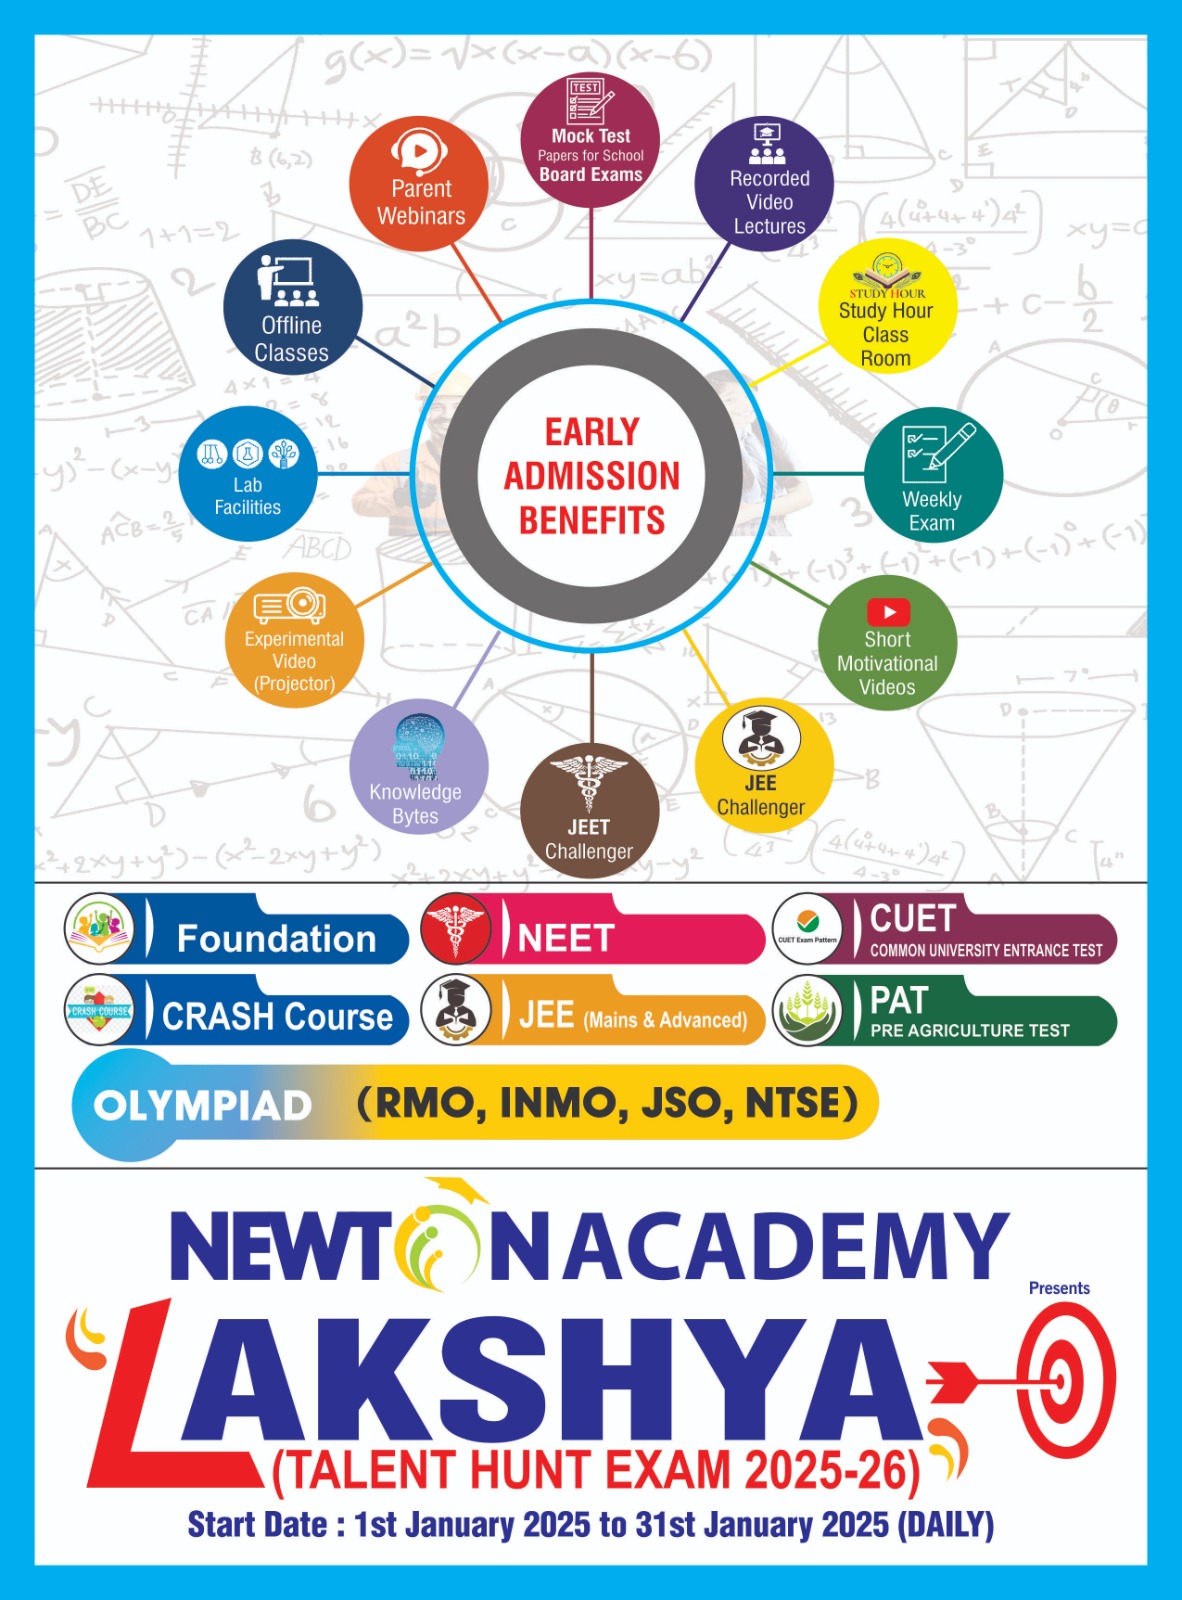 g(x)=√x(x-a)(x-6)
TEST
Mock Test
Papers for School
Board Exams
Parent
Webinars
Recorded
Video
Lectures
Offline
Classes
STUDY HOUR
Study Hour
Class
Room
EARLY
ADMISSION
BENEFITS
Lab
Facilities
Weekly
Exam
Experimental
Video
(Projector)
Short
Motivational
Videos
Knowledge
Bytes
JEET
Challenger
JEE
Challenger
Foundation
NEET
CUET Exam Pattern
CUET
COMMON UNIVERSITY ENTRANCE TEST
CRASH COURSE
CRASH Course
JEE (Mains & Advanced)
PAT
PRE AGRICULTURE TEST
OLYMPIAD (RMO, INMO, JSO, NTSE)
NEWTON ACADEMY
Presents
LAKSHYA
(TALENT HUNT EXAM 2025-26)
Start Date : 1st January 2025 to 31st January 2025 (DAILY)